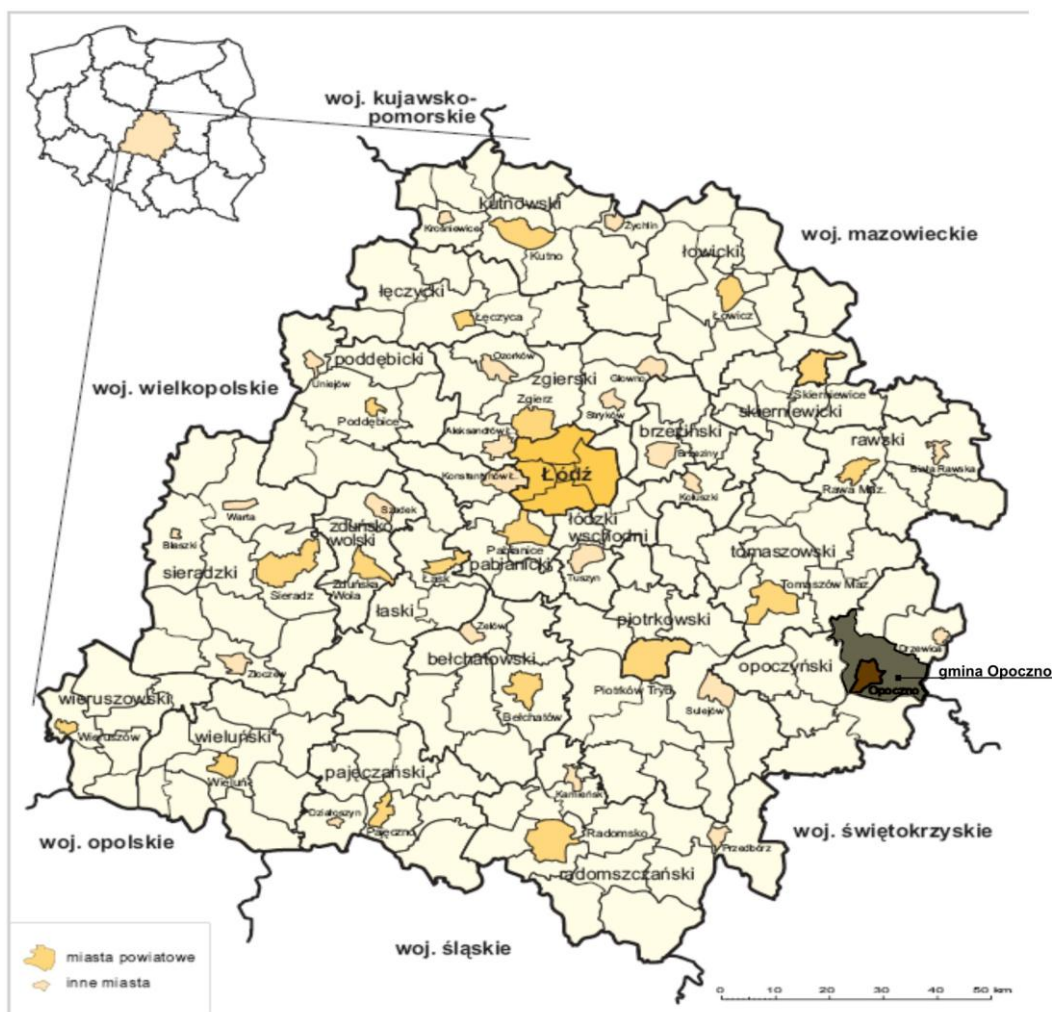 woj. kujawsko-
pomorskie
kutnowski
Krośniewice
Kutno
Żychlin
woj. mazowieckie
łowicki
łęczycki
Łęczyca
Łowicz
poddębicki
Ozorków
zgierski
Głowno
Uniejów
woj. wielkopolskie
Skierniewice
Zgierz
Stryków
skierniewicki
Poddębice
Aleksandrów Ł.
brzeziński
rawski
Brzeziny
Biała Rawska
Łódź
Konstantynów Ł.
Koluszki
Rawa Maz.
Warta
Szadek
łódzki
wschodni
zduńsko
wolski
Błaszki
Pabianice
pabianicki
tomaszowski
sieradzki
Łask
Tuszyn
Tomaszów Maz.
Sieradz
Zduńska
Wola
łaski
piotrkowski
Zelów
Drzewica
bełchatowski
opoczyński
gmina Opoczno
Złoczew
Opoczno
Piotrków Tryb.
Sulejów
wieruszowski
Bełchatów
Wieruszów
wieluński
Wieluń
pajęczański
Kamieńsk
Działoszyn
Pajęczno
Radomsko
woj. opolskie
woj. świętokrzyskie
Przedbórz
radomszczański
woj. śląskie
miasta powiatowe
inne miasta
0 10 20 30 40 50 km